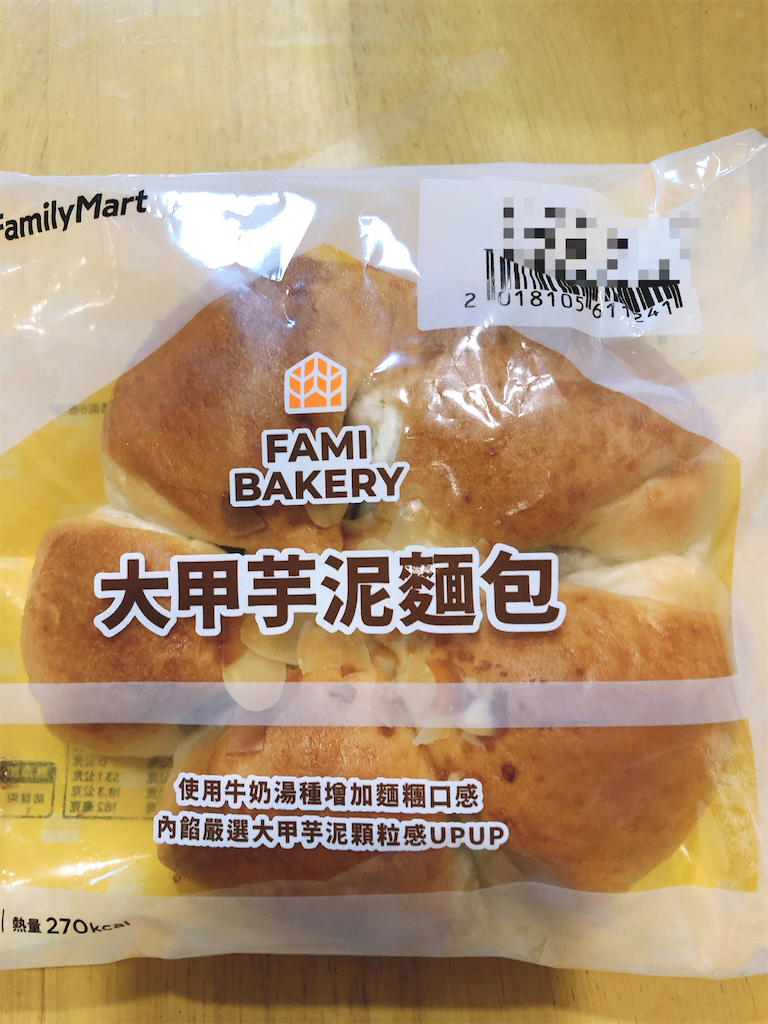 FamilyMart
2 018105 611241
FAMI
BAKERY
大甲芋泥麵包
使用牛奶湯種增加麵糰口感
內餡嚴選大甲芋泥顆粒感UPUP
熱量 270kcal